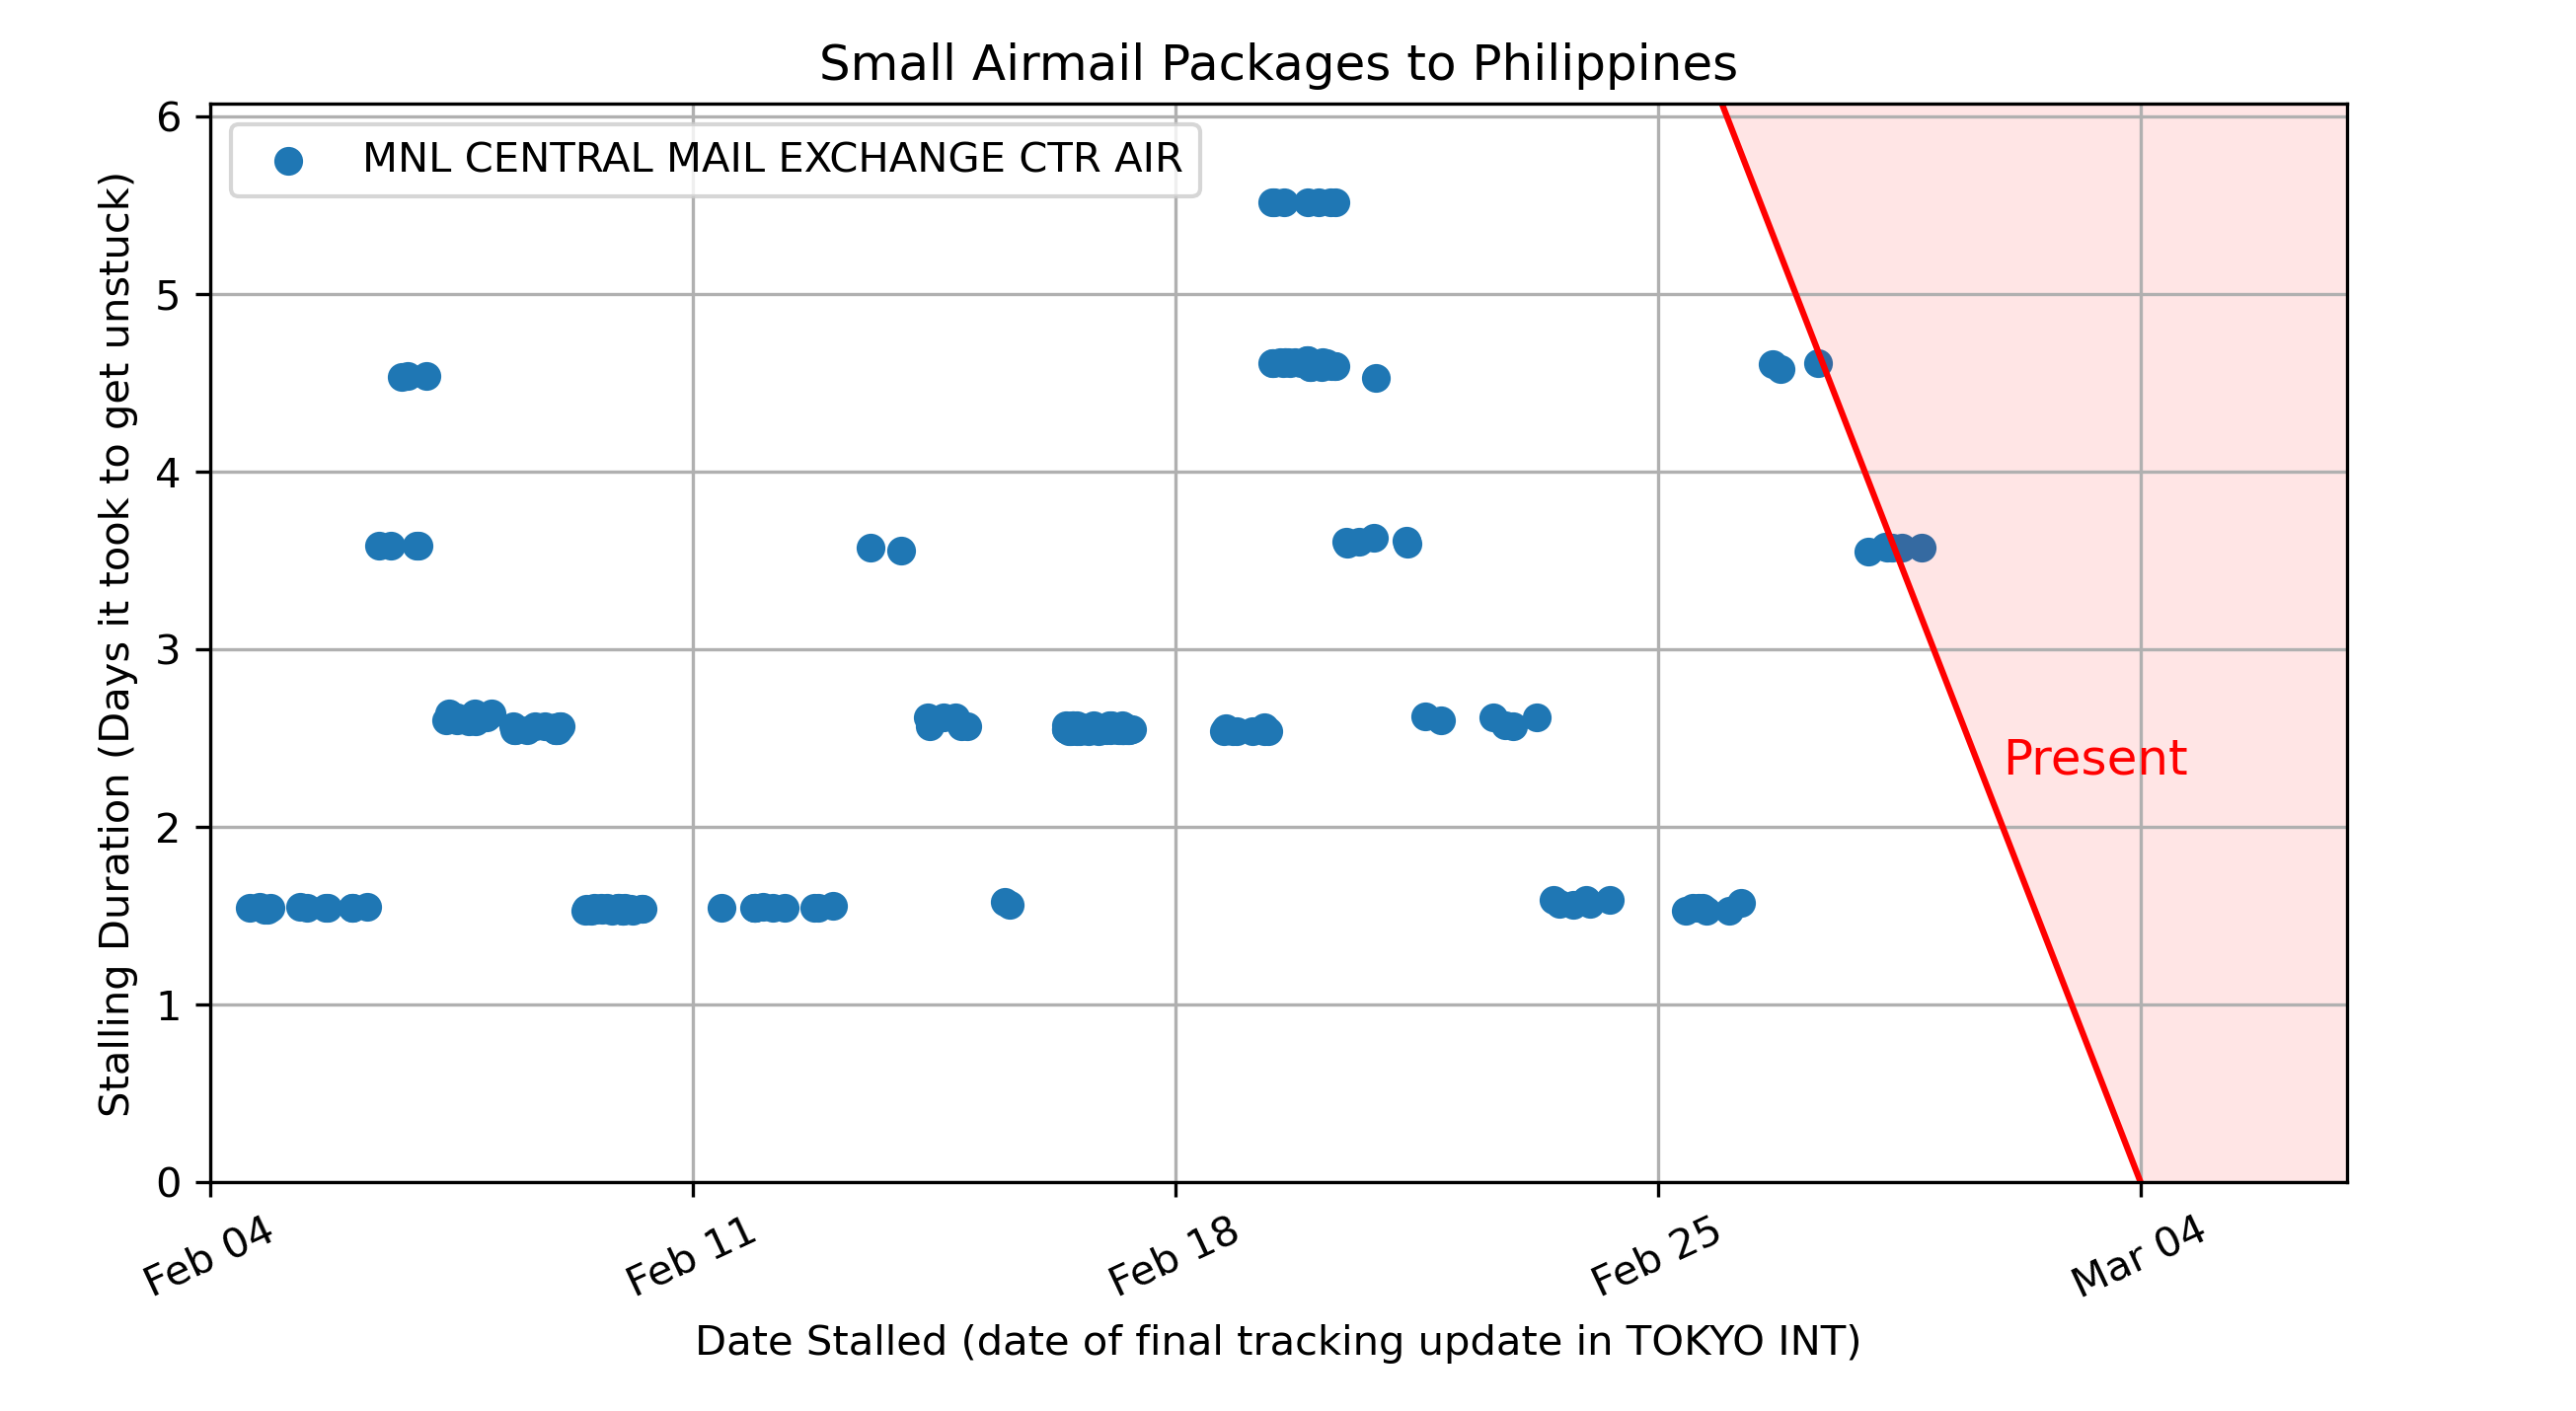 Small Airmail Packages to Philippines
MNL CENTRAL MAIL EXCHANGE CTR AIR
Stalling Duration (Days it took to get unstuck)
6
5
4
3
2
1
0
Present
Feb 04
Feb 11
Feb 18
Feb 25
Mar 04
Date Stalled (date of final tracking update in TOKYO INT)